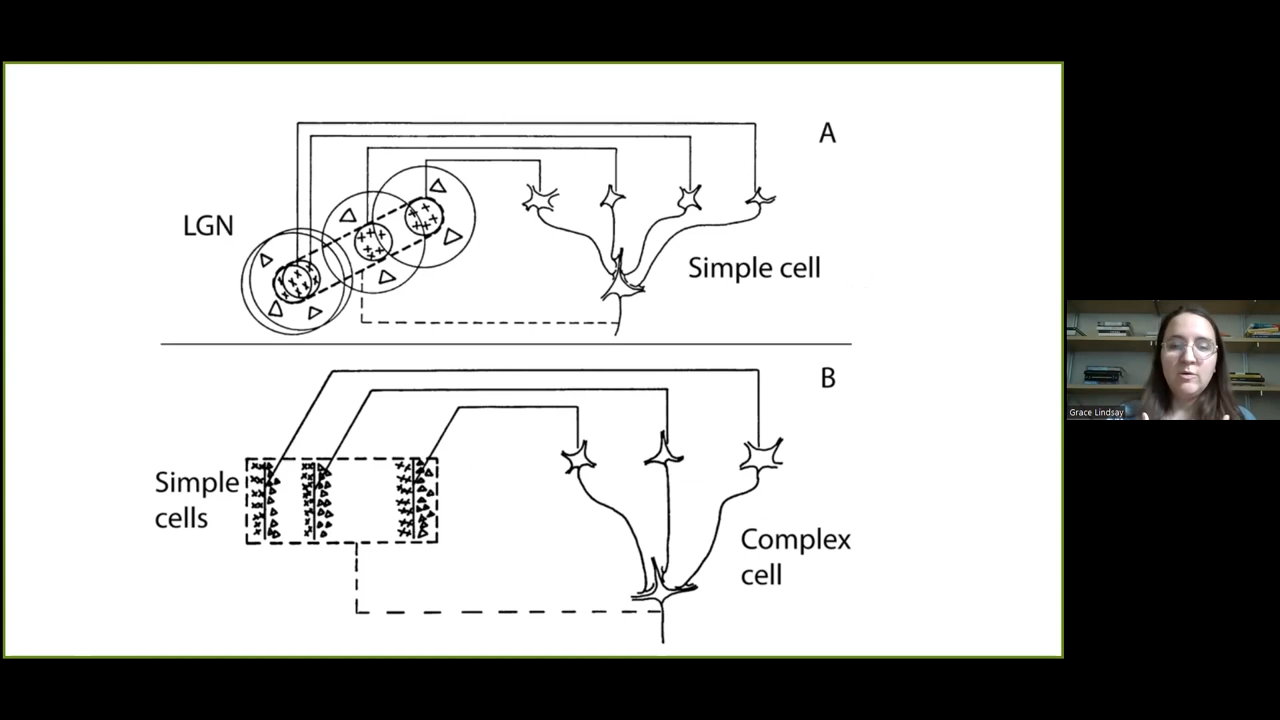 A
LGN
Simple cell
B
Simple
cells
Complex
cell
Grace Lindsay